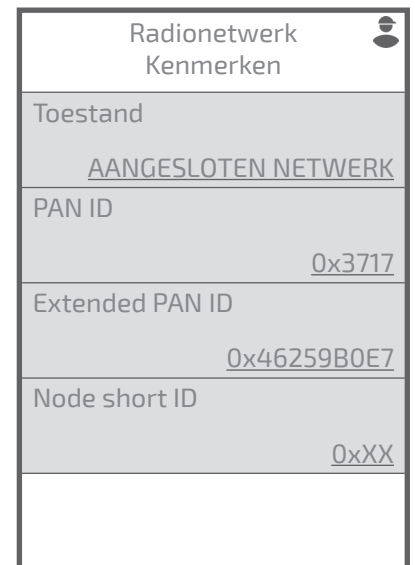 Radionetwerk
Kenmerken
Toestand
AANGESLOTEN NETWERK
PAN ID
0x3717
Extended PAN ID
0x46259B0E7
Node short ID
0xXX